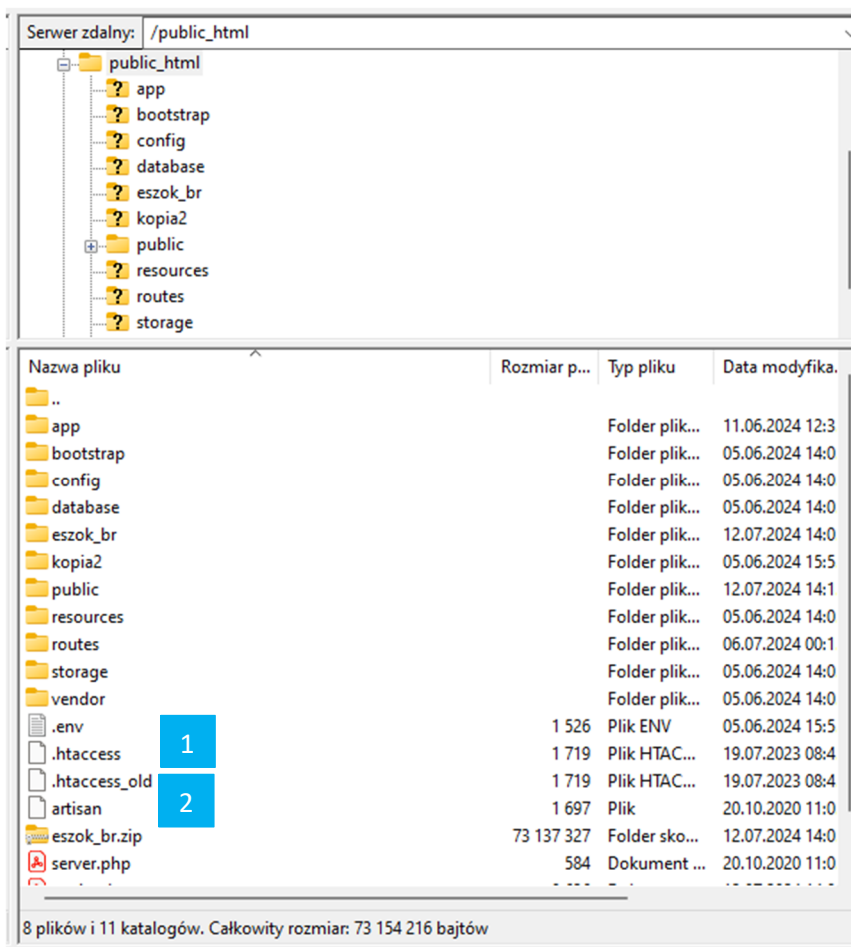 Serwer zdalny: /public_html
public_html
? app
? bootstrap
? config
? database
? eszok_br
? kopia2
public
? resources
? routes
? storage
Nazwa pliku Rozmiar p... Typ pliku Data modyfika.
..
app Folder plik... 11.06.2024 12:3
bootstrap Folder plik... 05.06.2024 14:0
config Folder plik... 05.06.2024 14:0
database Folder plik... 05.06.2024 14:0
eszok_br Folder plik... 12.07.2024 14:0
kopia2 Folder plik... 05.06.2024 15:5
public Folder plik... 12.07.2024 14:1
resources Folder plik... 05.06.2024 14:0
routes Folder plik... 06.07.2024 00:1
storage Folder plik... 05.06.2024 14:0
vendor Folder plik... 05.06.2024 14:0
.env 1 526 Plik ENV 05.06.2024 15:5
1
.htaccess 1 719 Plik HTAC... 19.07.2023 08:4
.htaccess_old 1 719 Plik HTAC... 19.07.2023 08:4
2
artisan 1 697 Plik 20.10.2020 11:0
eszok_br.zip 73 137 327 Folder sko... 12.07.2024 14:0
server.php 584 Dokument ... 20.10.2020 11:0
8 plików i 11 katalogów. Całkowity rozmiar: 73 154 216 bajtów